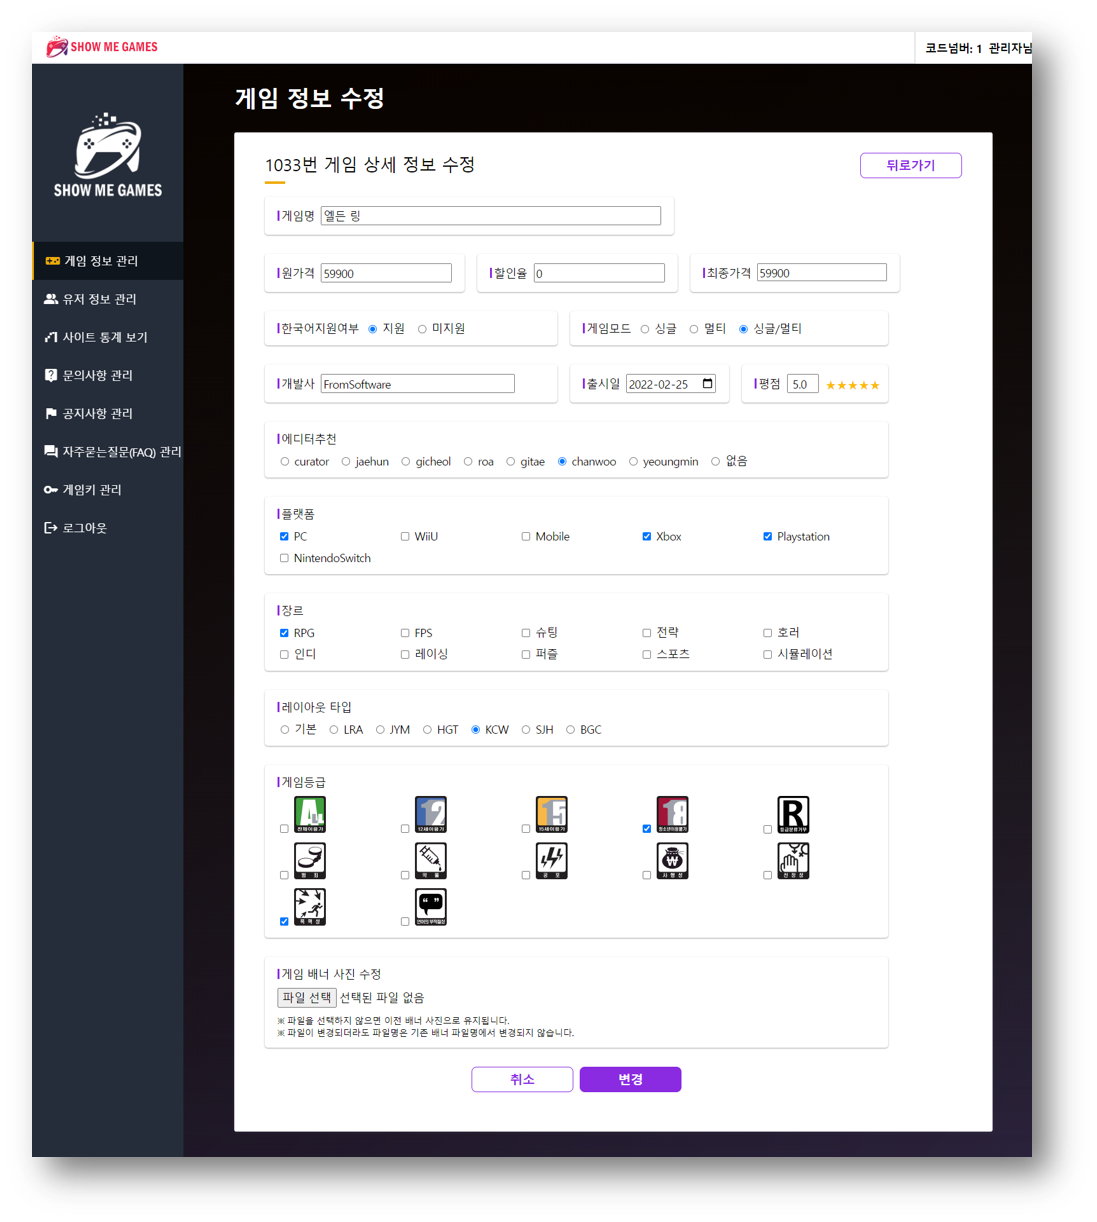 SHOW ME GAMES
코드넘버: 1 관리자님
SHOW ME GAMES
게임 정보 관리
유저 정보 관리
사이트 통계 보기
문의사항 관리
공지사항 관리
자주묻는질문(FAQ) 관리
게임키 관리
로그아웃
게임 정보 수정
1033번 게임 상세 정보 수정
뒤로가기
게임명 엘든 링
원가격 59900 할인율 0 최종가격 59900
한국어지원여부 지원 미지원 게임모드 싱글 멀티 싱글/멀티
개발사 FromSoftware 출시일 2022-02-25 평점 5.0 ★★★★★
에디터추천
curator jaehun gicheol roa gitae chanwoo yeoungmin 없음
플랫폼
PC WiiU Mobile Xbox Playstation
NintendoSwitch
장르
RPG FPS 슈팅 전략 호러
인디 레이싱 퍼즐 스포츠 시뮬레이션
레이아웃 타입
기본 LRA JYM HGT KCW SJH BGC
게임등급
ALL 12 15 18 R
전체이용가 12세이용가 15세이용가 청소년이용불가 등급분류거부
범죄 약물 공포 사행성 선정성
폭력성 언어의 부적절성
게임 배너 사진 수정
파일 선택 선택된 파일 없음
※ 파일을 선택하지 않으면 이전 배너 사진으로 유지됩니다.
※ 파일이 변경되더라도 파일명은 기존 배너 파일명에서 변경되지 않습니다.
취소 변경